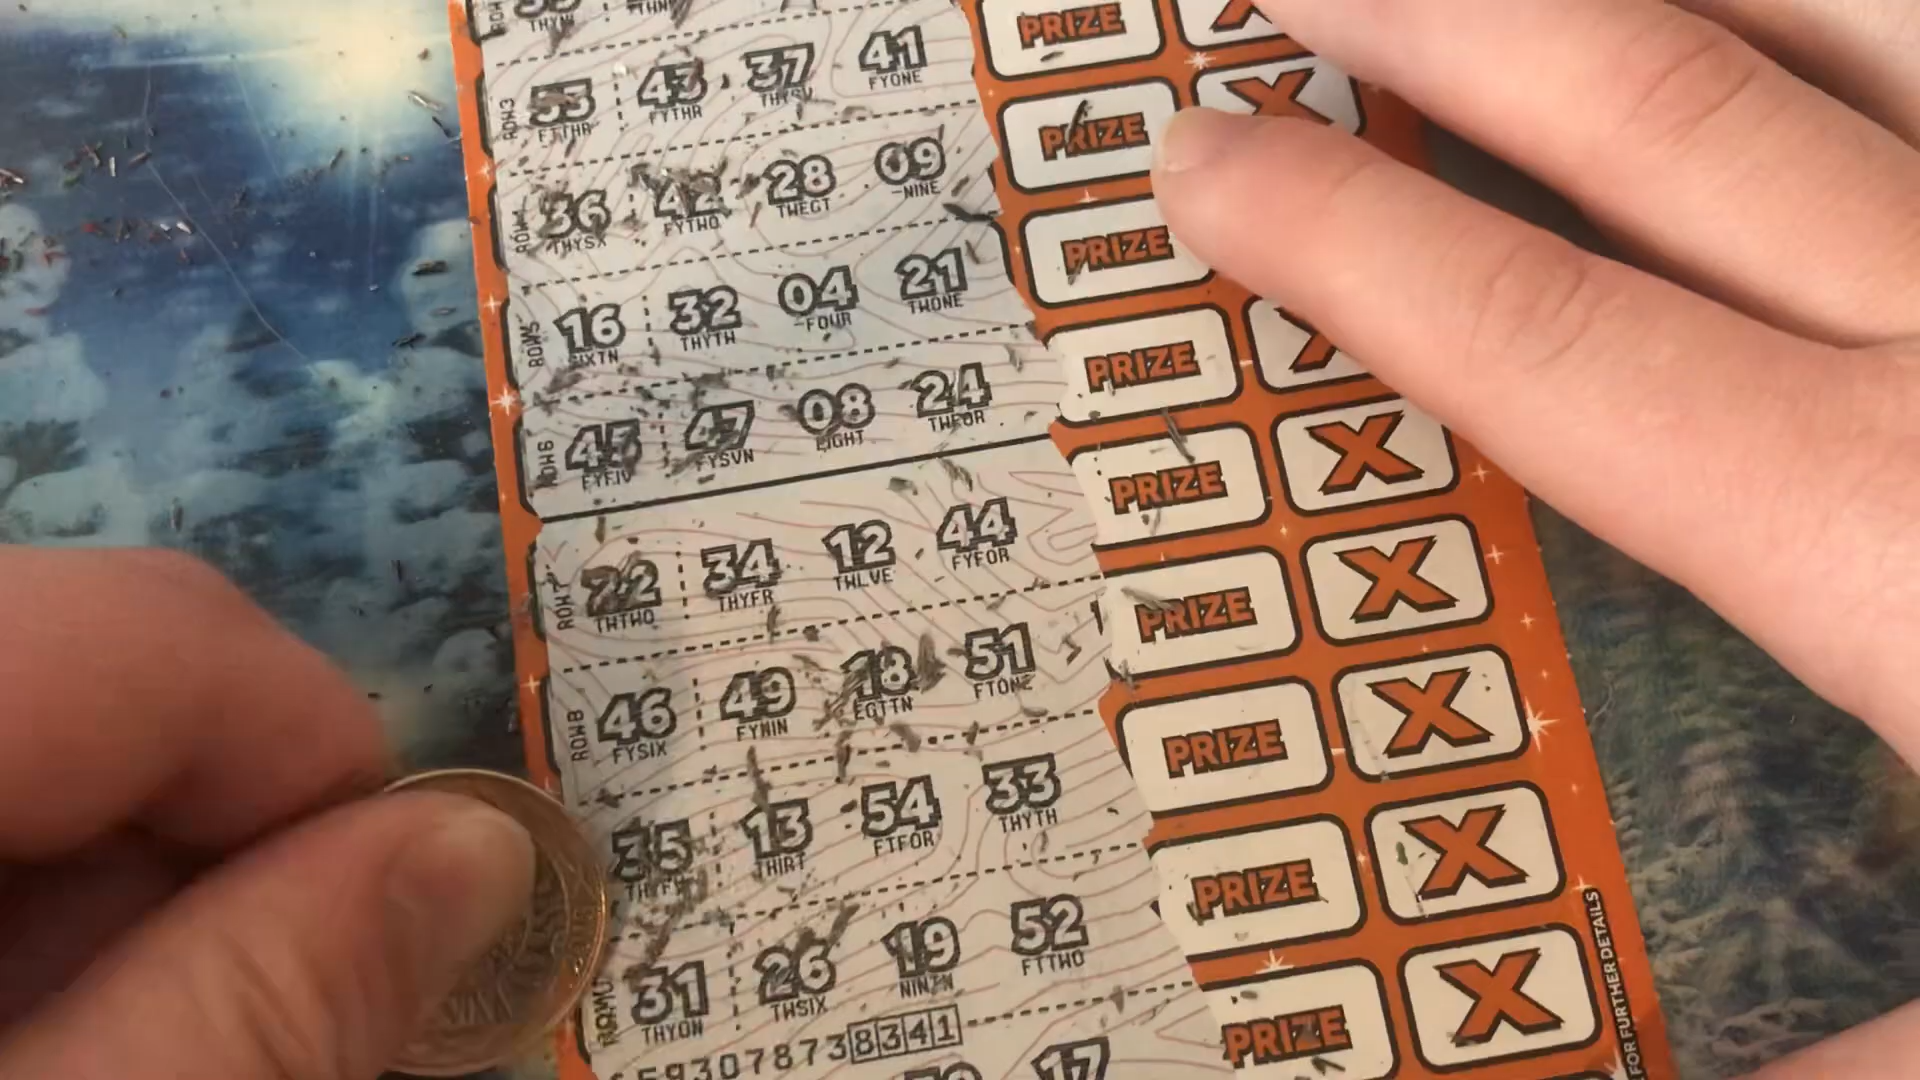 PRIZE X
ROW3 53 43 37 41
FTTHR FYTHR THYSV FYONE
PRIZE X
ROW4 36 42 28 09
THYSX FYTWO TWEGT -NINE
PRIZE
ROW5 16 32 04 21
SIXTN THYTW -FOUR TWONE
PRIZE X
ROW6 45 47 08 24
FYFIV FYSVN EIGHT TWFOR
PRIZE X
ROW7 22 34 12 44
TWTWO THYFR TWLVE FYFOR
PRIZE X
ROW8 46 49 18 51
FYSIX FYNIN EGTTN FTONE
PRIZE X
35 13 54 33
THYFV THIRT FTFOR THYTH
PRIZE X
31 26 19 52
THYON TWSIX NINTN FTTWO
PRIZE X
593078738341
17
FOR FURTHER DETAILS